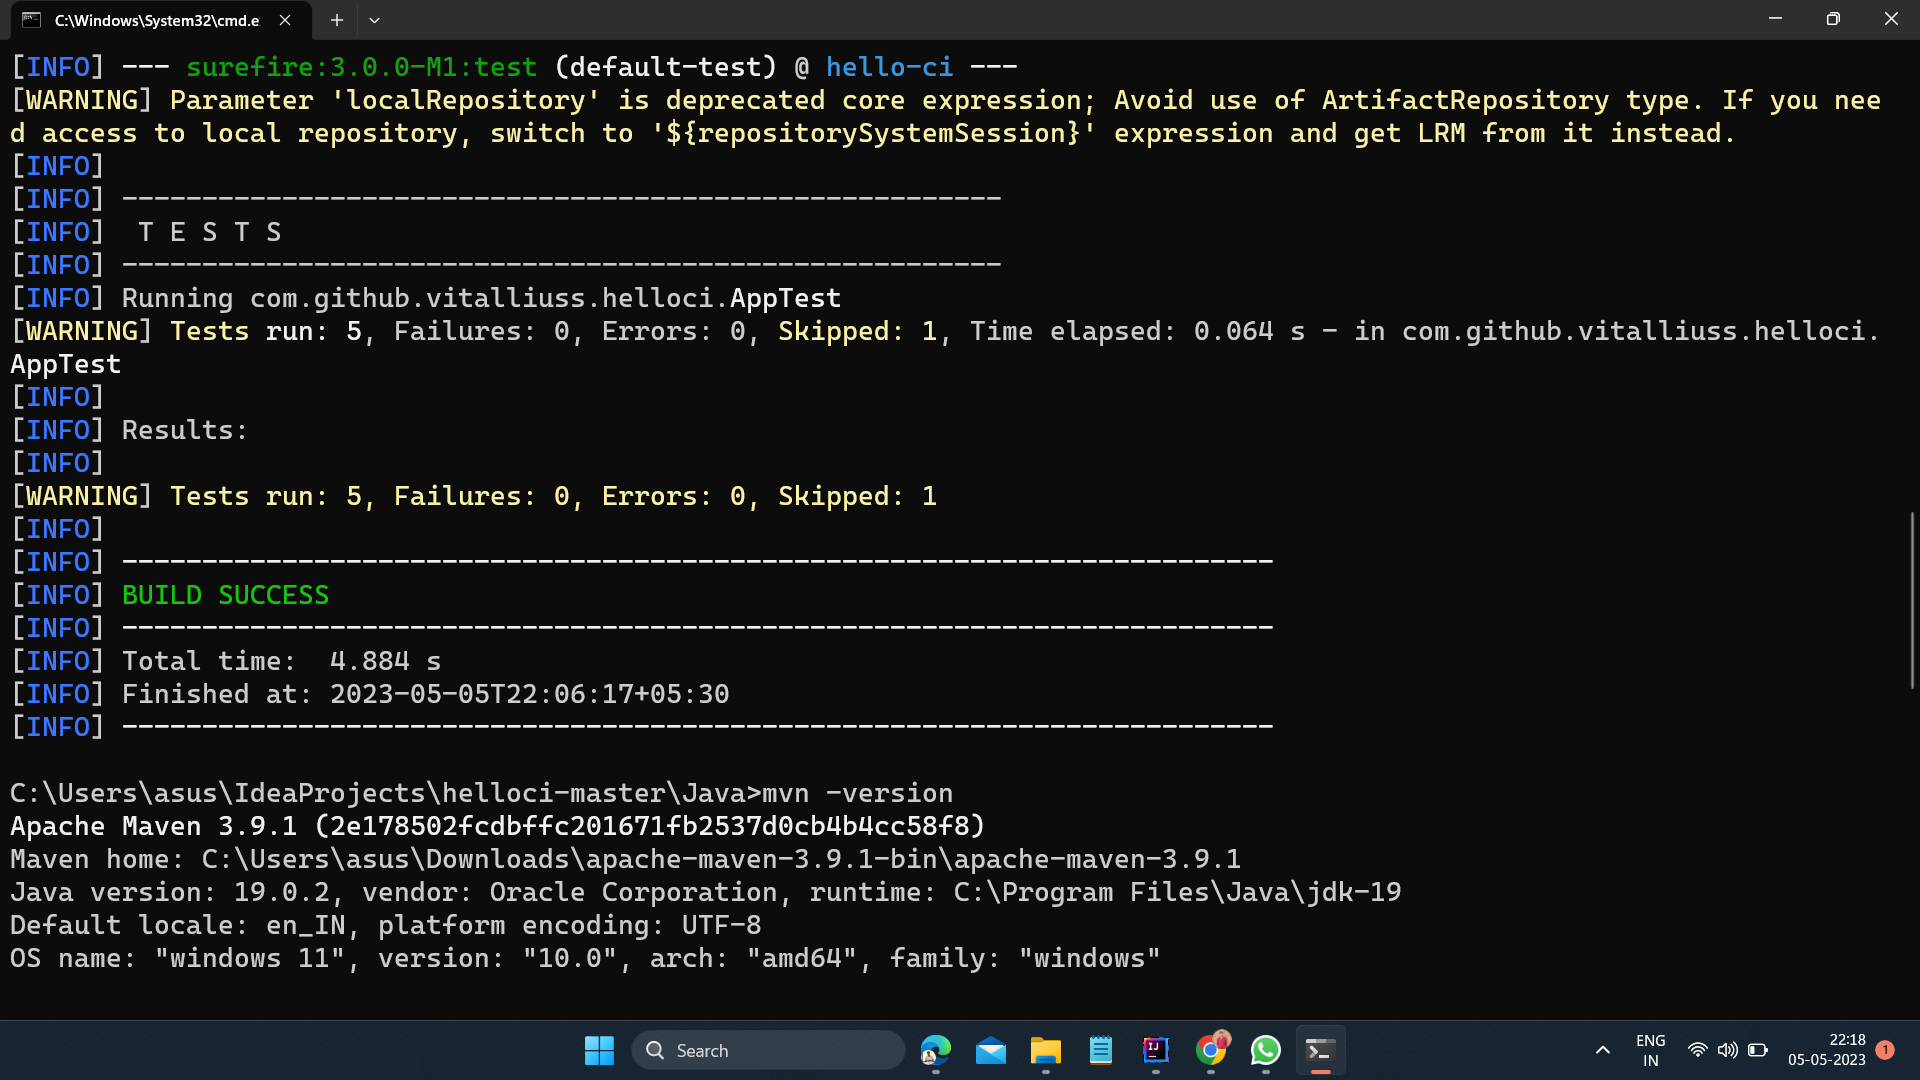 C:\Windows\System32\cmd.e
[INFO] --- surefire:3.0.0-M1:test (default-test) @ hello-ci ---
[WARNING] Parameter 'localRepository' is deprecated core expression; Avoid use of ArtifactRepository type. If you nee
d access to local repository, switch to '${repositorySystemSession}' expression and get LRM from it instead.
[INFO]
[INFO] -------------------------------------------------------
[INFO]  T E S T S
[INFO] -------------------------------------------------------
[INFO] Running com.github.vitalliuss.helloci.AppTest
[WARNING] Tests run: 5, Failures: 0, Errors: 0, Skipped: 1, Time elapsed: 0.064 s - in com.github.vitalliuss.helloci.
AppTest
[INFO]
[INFO] Results:
[INFO]
[WARNING] Tests run: 5, Failures: 0, Errors: 0, Skipped: 1
[INFO]
[INFO] ------------------------------------------------------------------------
[INFO] BUILD SUCCESS
[INFO] ------------------------------------------------------------------------
[INFO] Total time:  4.884 s
[INFO] Finished at: 2023-05-05T22:06:17+05:30
[INFO] ------------------------------------------------------------------------
C:\Users\asus\IdeaProjects\helloci-master\Java>mvn -version
Apache Maven 3.9.1 (2e178502fcdbffc201671fb2537d0cb4b4cc58f8)
Maven home: C:\Users\asus\Downloads\apache-maven-3.9.1-bin\apache-maven-3.9.1
Java version: 19.0.2, vendor: Oracle Corporation, runtime: C:\Program Files\Java\jdk-19
Default locale: en_IN, platform encoding: UTF-8
OS name: "windows 11", version: "10.0", arch: "amd64", family: "windows"
Search
IJ
ENG
IN
22:18
05-05-2023
1